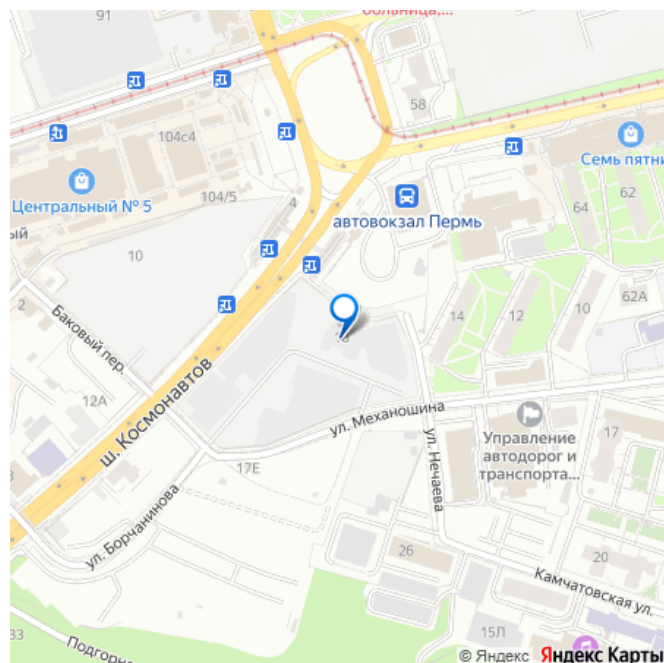 91
больница,...
58
104с4
Центральный № 5
104/5
4
Семь пятни
автовокзал Пермь
62
64
ый
10
2
62А
10
12
14
Баковый пер.
12А
ш. Космонавтов
ул. Механошина
17
Управление
автодорог и
транспорта...
ул. Нечаева
17Е
ул. Борчанинова
26
20
Камчатовская ул.
15Л
33
Подгорна
© Яндекс Яндекс Карты